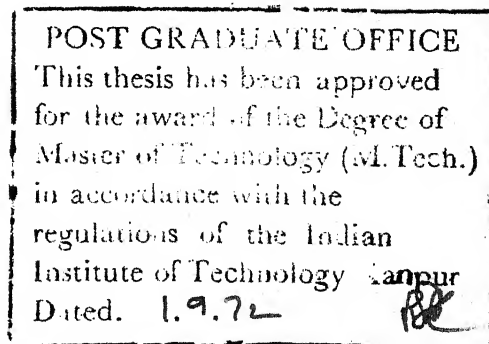 POST GRADUATE OFFICE
This thesis has been approved
for the award of the Degree of
Master of Technology (M.Tech.)
in accordance with the
regulations of the Indian
Institute of Technology Kanpur
Dated. 1.9.72